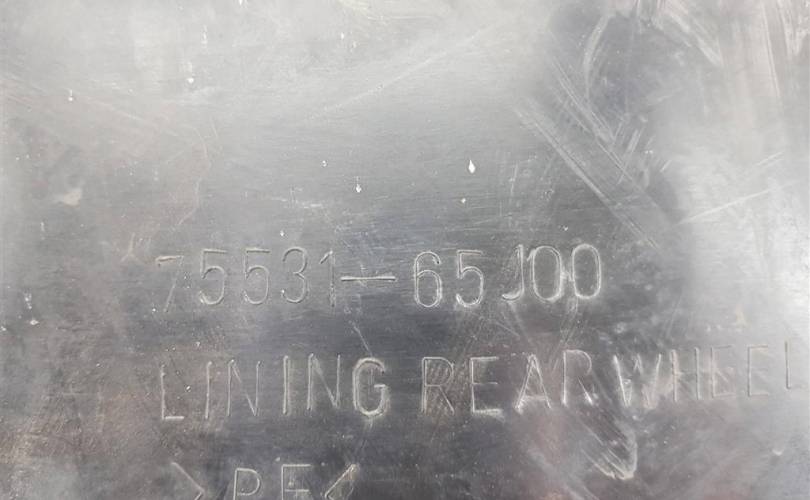 75531-65J00
LINING REAR WHEEL
>PE<